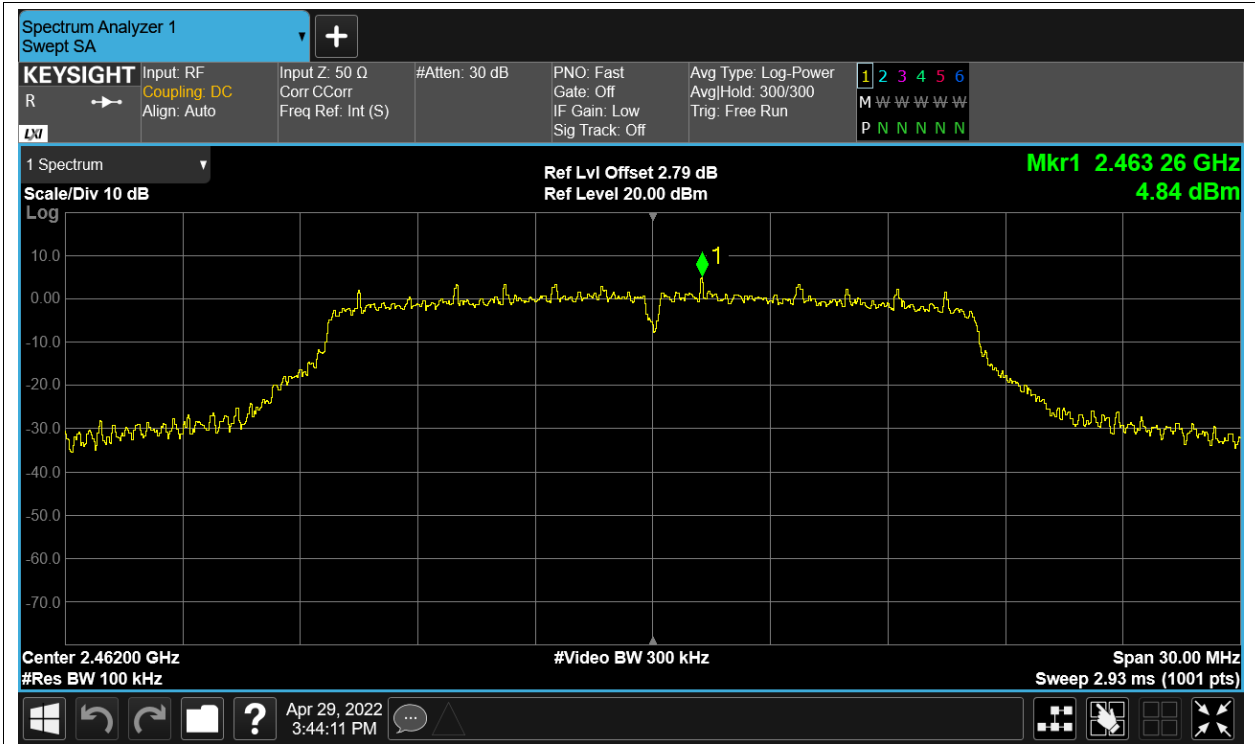 Spectrum Analyzer 1
Swept SA
KEYSIGHT
R
LXI
Input: RF
Coupling: DC
Align: Auto
Input Z: 50 Ω
Corr CCorr
Freq Ref: Int (S)
#Atten: 30 dB
PNO: Fast
Gate: Off
IF Gain: Low
Sig Track: Off
Avg Type: Log-Power
Avg|Hold: 300/300
Trig: Free Run
1 2 3 4 5 6
M W W W W W
P N N N N N
1 Spectrum
Scale/Div 10 dB
Log
Ref Lvl Offset 2.79 dB
Ref Level 20.00 dBm
Mkr1 2.463 26 GHz
4.84 dBm
1
10.0
0.00
-10.0
-20.0
-30.0
-40.0
-50.0
-60.0
-70.0
Center 2.46200 GHz
#Res BW 100 kHz
#Video BW 300 kHz
Span 30.00 MHz
Sweep 2.93 ms (1001 pts)
?
Apr 29, 2022
3:44:11 PM